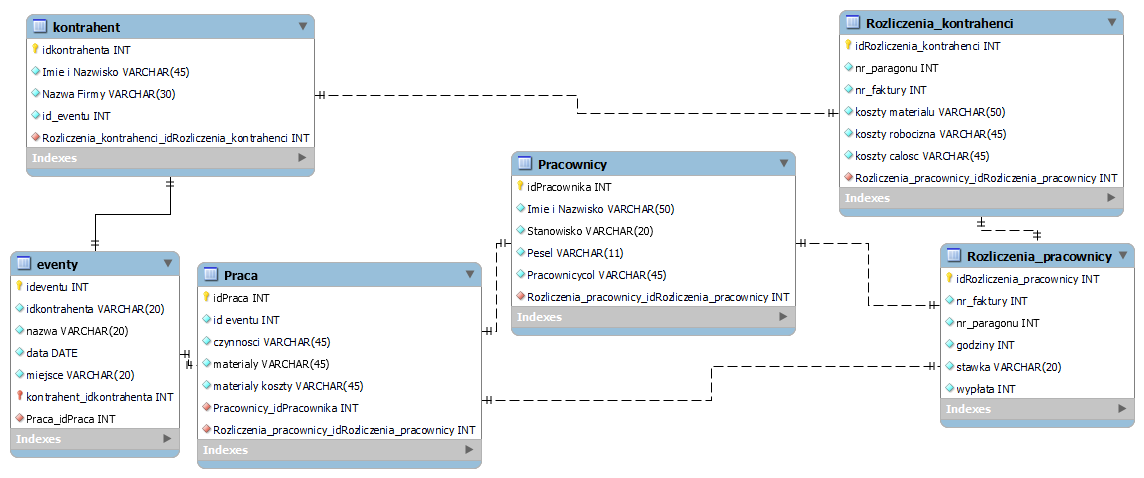 kontrahent
idkontrahenta INT
Imie i Nazwisko VARCHAR(45)
Nazwa Firmy VARCHAR(30)
id_eventu INT
Rozliczenia_kontrahenci_idRozliczenia_kontrahenci INT
Indexes
Rozliczenia_kontrahenci
idRozliczenia_kontrahenci INT
nr_paragonu INT
nr_faktury INT
koszty materialu VARCHAR(50)
koszty robocizna VARCHAR(45)
koszty calosc VARCHAR(45)
Rozliczenia_pracownicy_idRozliczenia_pracownicy INT
Indexes
Pracownicy
idPracownika INT
Imie i Nazwisko VARCHAR(50)
Stanowisko VARCHAR(20)
Pesel VARCHAR(11)
Pracownicycol VARCHAR(45)
Rozliczenia_pracownicy_idRozliczenia_pracownicy INT
Indexes
eventy
ideventu INT
idkontrahenta VARCHAR(20)
nazwa VARCHAR(20)
data DATE
miejsce VARCHAR(20)
kontrahent_idkontrahenta INT
Praca_idPraca INT
Indexes
Praca
idPraca INT
id eventu INT
czynnosci VARCHAR(45)
materialy VARCHAR(45)
materialy koszty VARCHAR(45)
Pracownicy_idPracownika INT
Rozliczenia_pracownicy_idRozliczenia_pracownicy INT
Indexes
Rozliczenia_pracownicy
idRozliczenia_pracownicy INT
nr_faktury INT
nr_paragonu INT
godziny INT
stawka VARCHAR(20)
wypłata INT
Indexes